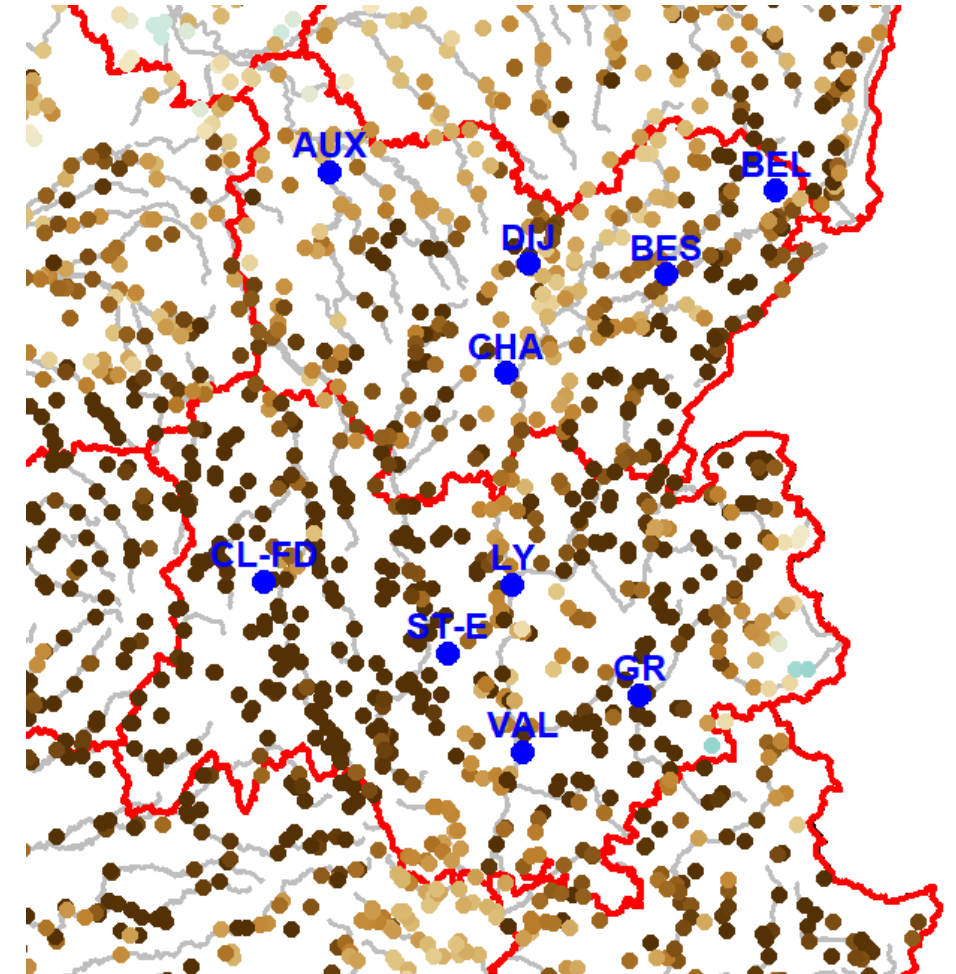 AUX
BEL
DIJ
BES
CHA
CL-FD
LY
ST-E
GR
VAL